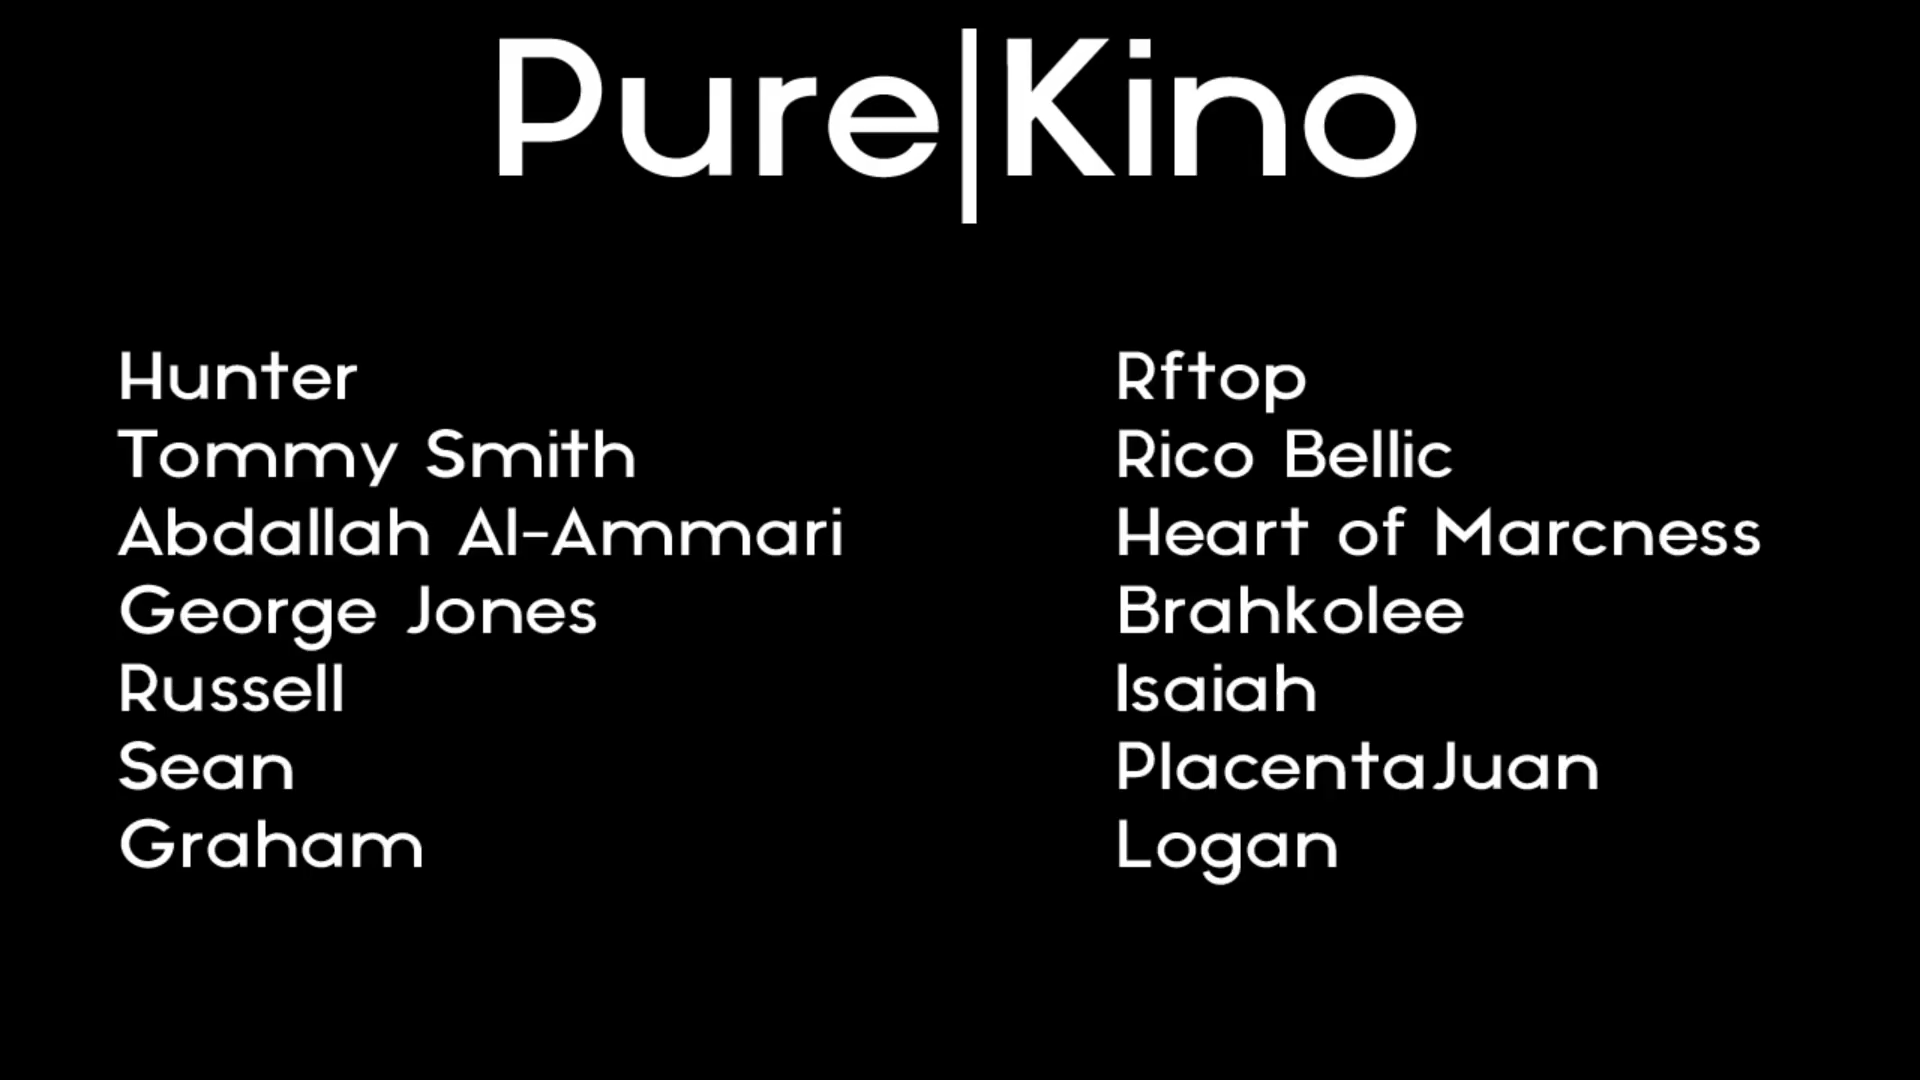 Pure|Kino
Hunter
Tommy Smith
Abdallah Al-Ammari
George Jones
Russell
Sean
Graham
Rftop
Rico Bellic
Heart of Marcness
Brahkolee
Isaiah
PlacentaJuan
Logan